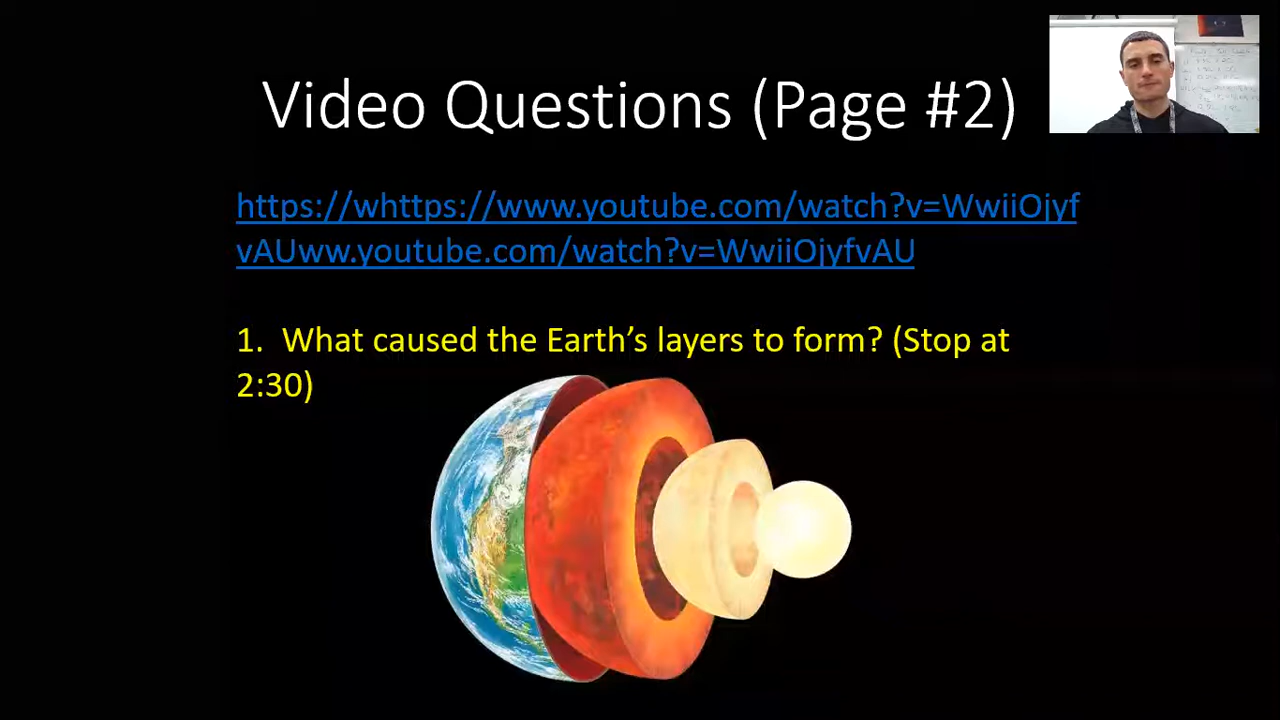 Video Questions (Page #2)
https://whttps://www.youtube.com/watch?v=WwiiOjyf
vAUww.youtube.com/watch?v=WwiiOjyfvAU
1. What caused the Earth’s layers to form? (Stop at
2:30)